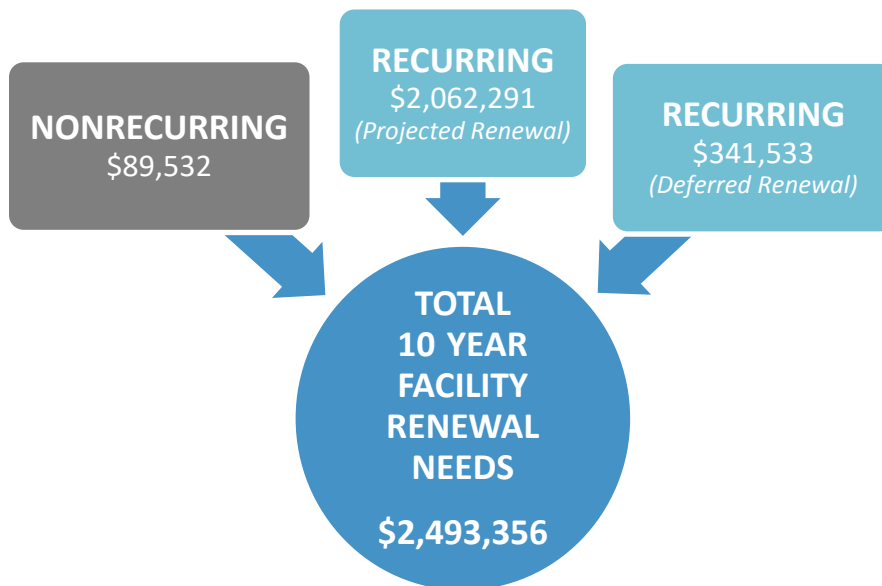 NONRECURRING
$89,532
RECURRING
$2,062,291
(Projected Renewal)
RECURRING
$341,533
(Deferred Renewal)
TOTAL
10 YEAR
FACILITY
RENEWAL
NEEDS
$2,493,356